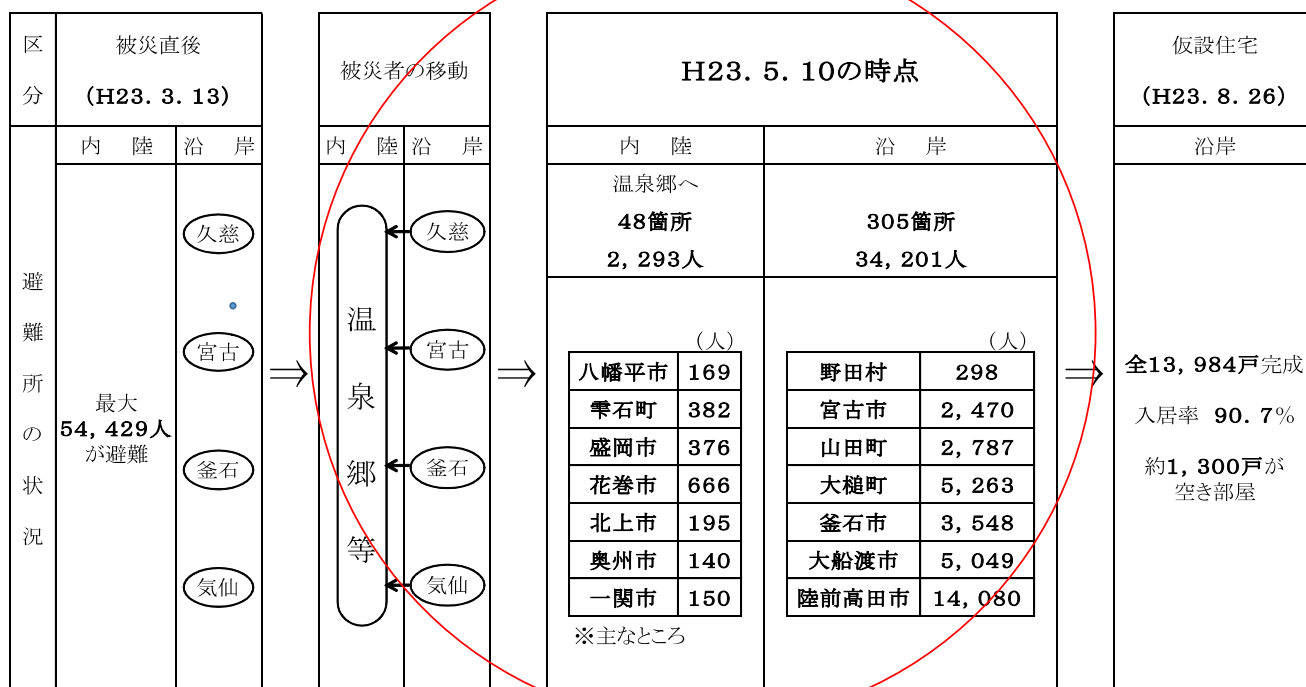 区
分
被災直後
(H23. 3. 13)
被災者の移動
H23. 5. 10の時点
仮設住宅
(H23. 8. 26)
内 陸
沿 岸
内 陸
沿 岸
内 陸
沿 岸
沿岸
避難所の状況
最大
54, 429人
が避難
久慈
宮古
釜石
気仙
温泉郷等
久慈
宮古
釜石
気仙
温泉郷へ
48箇所
2, 293人
305箇所
34, 201人
(人)
八幡平市 169
雫石町 382
盛岡市 376
花巻市 666
北上市 195
奥州市 140
一関市 150
※主なところ
(人)
野田村 298
宮古市 2, 470
山田町 2, 787
大槌町 5, 263
釜石市 3, 548
大船渡市 5, 049
陸前高田市 14, 080
全13, 984戸完成
入居率 90. 7%
約1, 300戸が
空き部屋
⇒
⇒
⇒